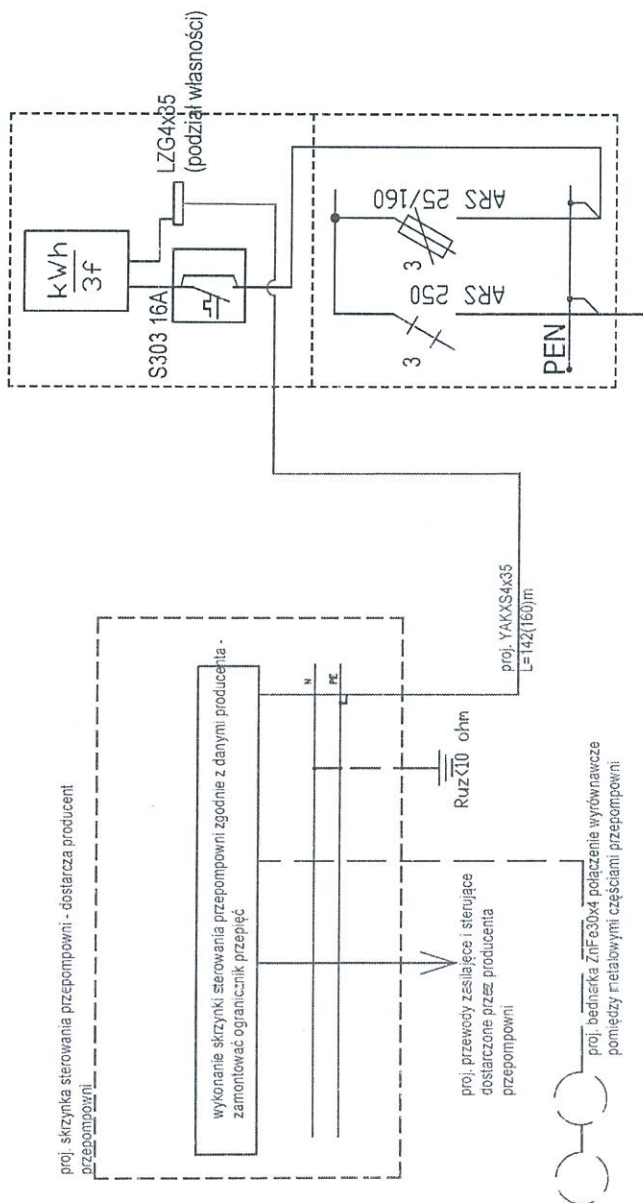 kWh
3f
LZG4x35
(podział własności)
S303 16A
ARS 25/160
3
ARS 250
3
PEN
proj. YAKXS4x35
L=142(160)m
proj. skrzynka sterowania przepompowni - dostarcza producent
przepompowni
wykonanie skrzynki sterowania przepompowni zgodnie z danymi producenta -
zamontować ogranicznik przepięć
N
PE
Ruz<10 ohm
proj. przewody zasilające i sterujące
dostarczone przez producenta
przepompowni
proj. bednarka ZnFe30x4 połączenie wyrównawcze
pomiędzy metalowymi częściami przepompowni